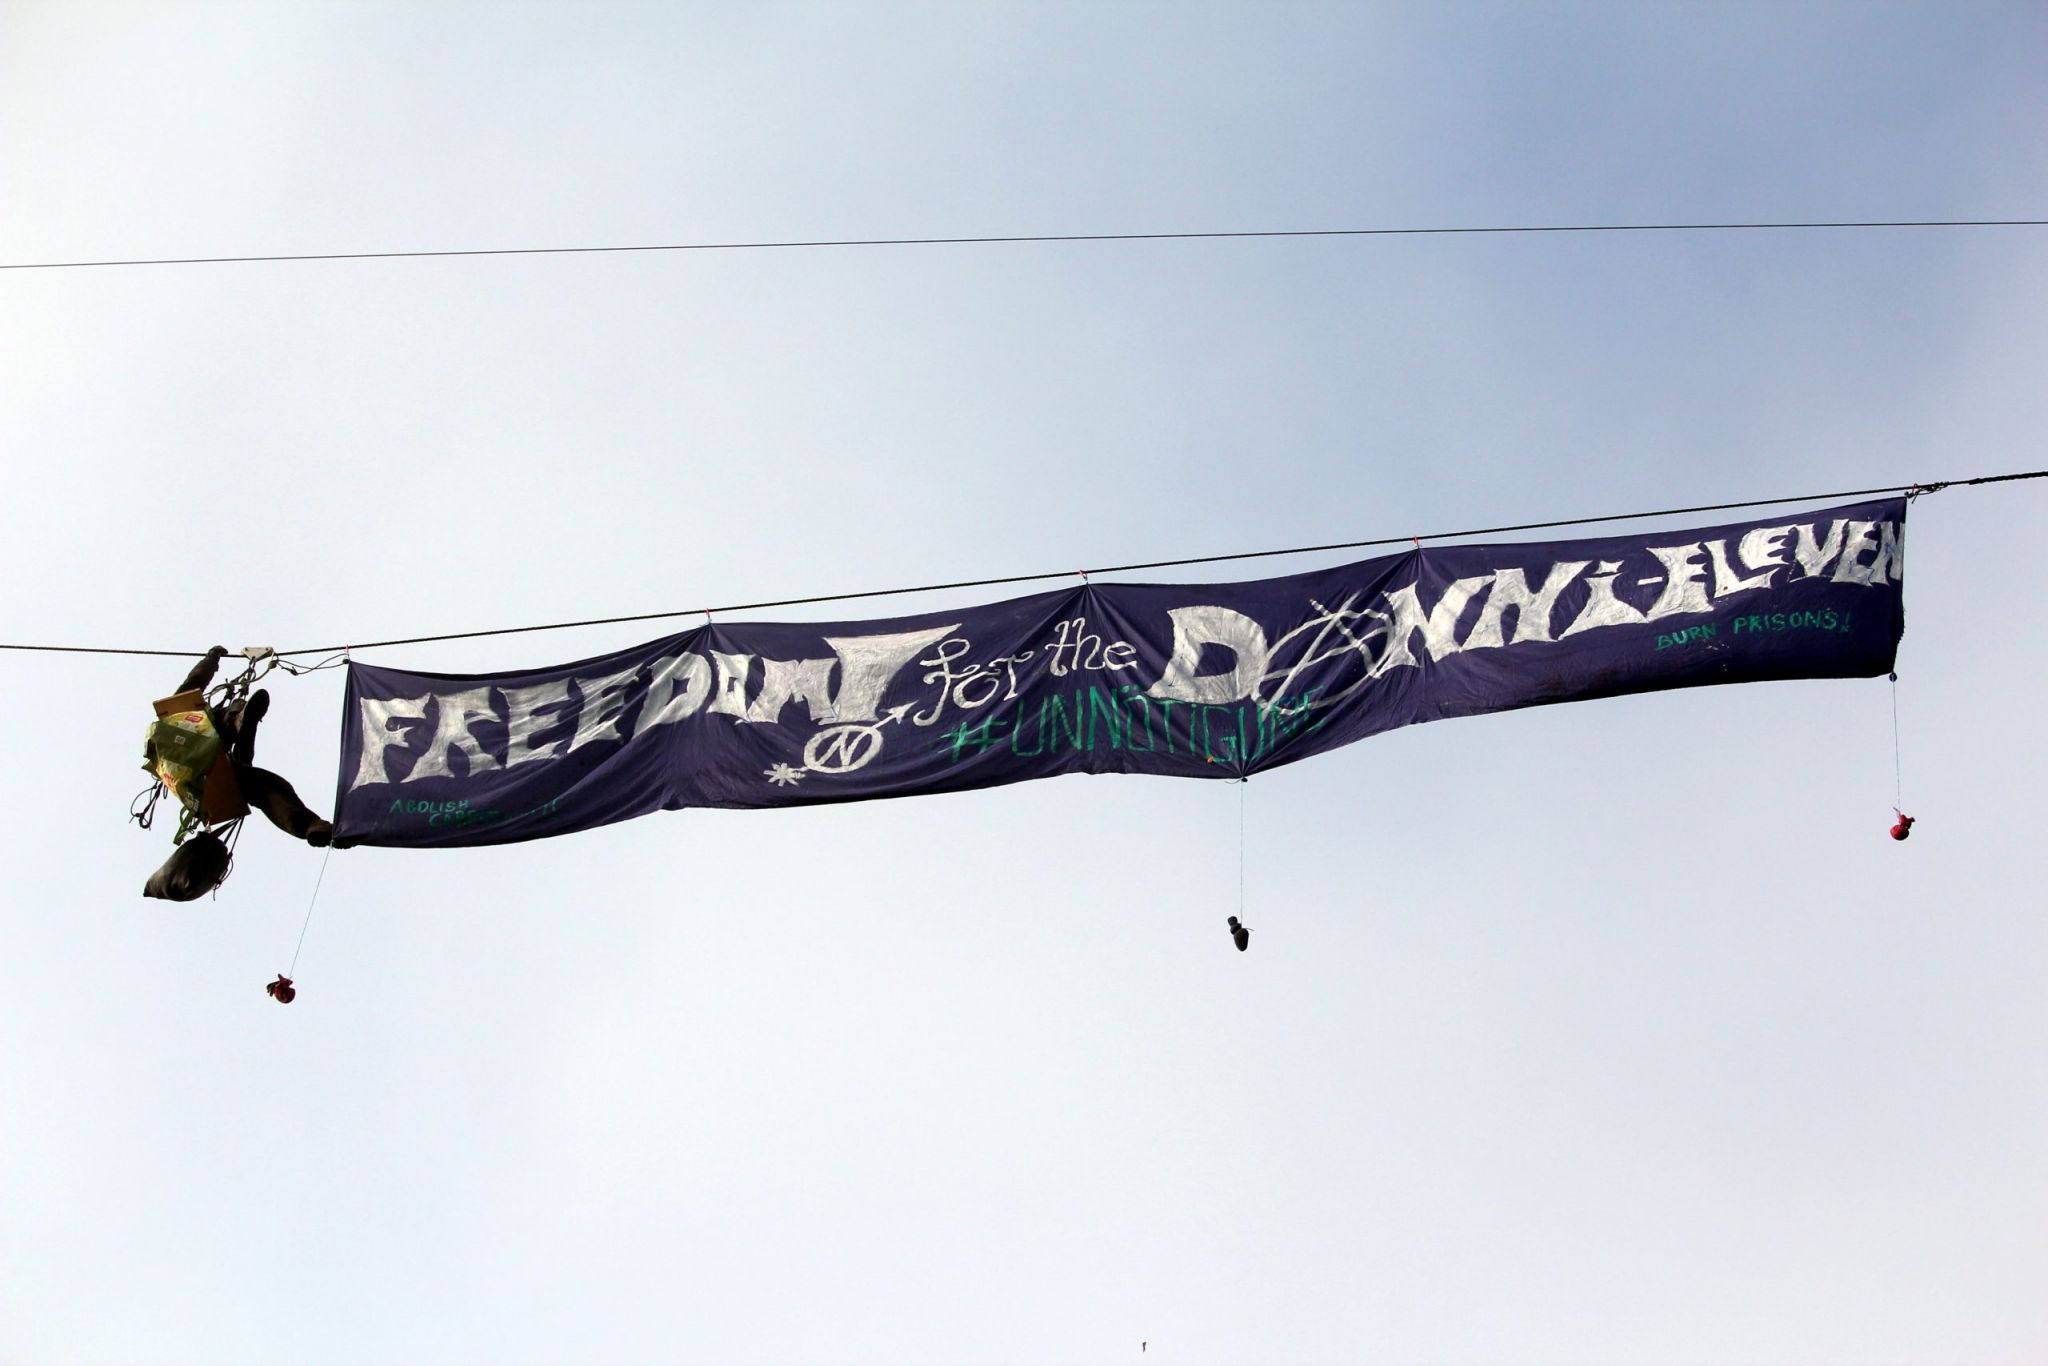 FREEDOM! for the DANNI-ELEVEN
N
#UNNÖTIGUNG
BURN PRISONS!
ABOLISH